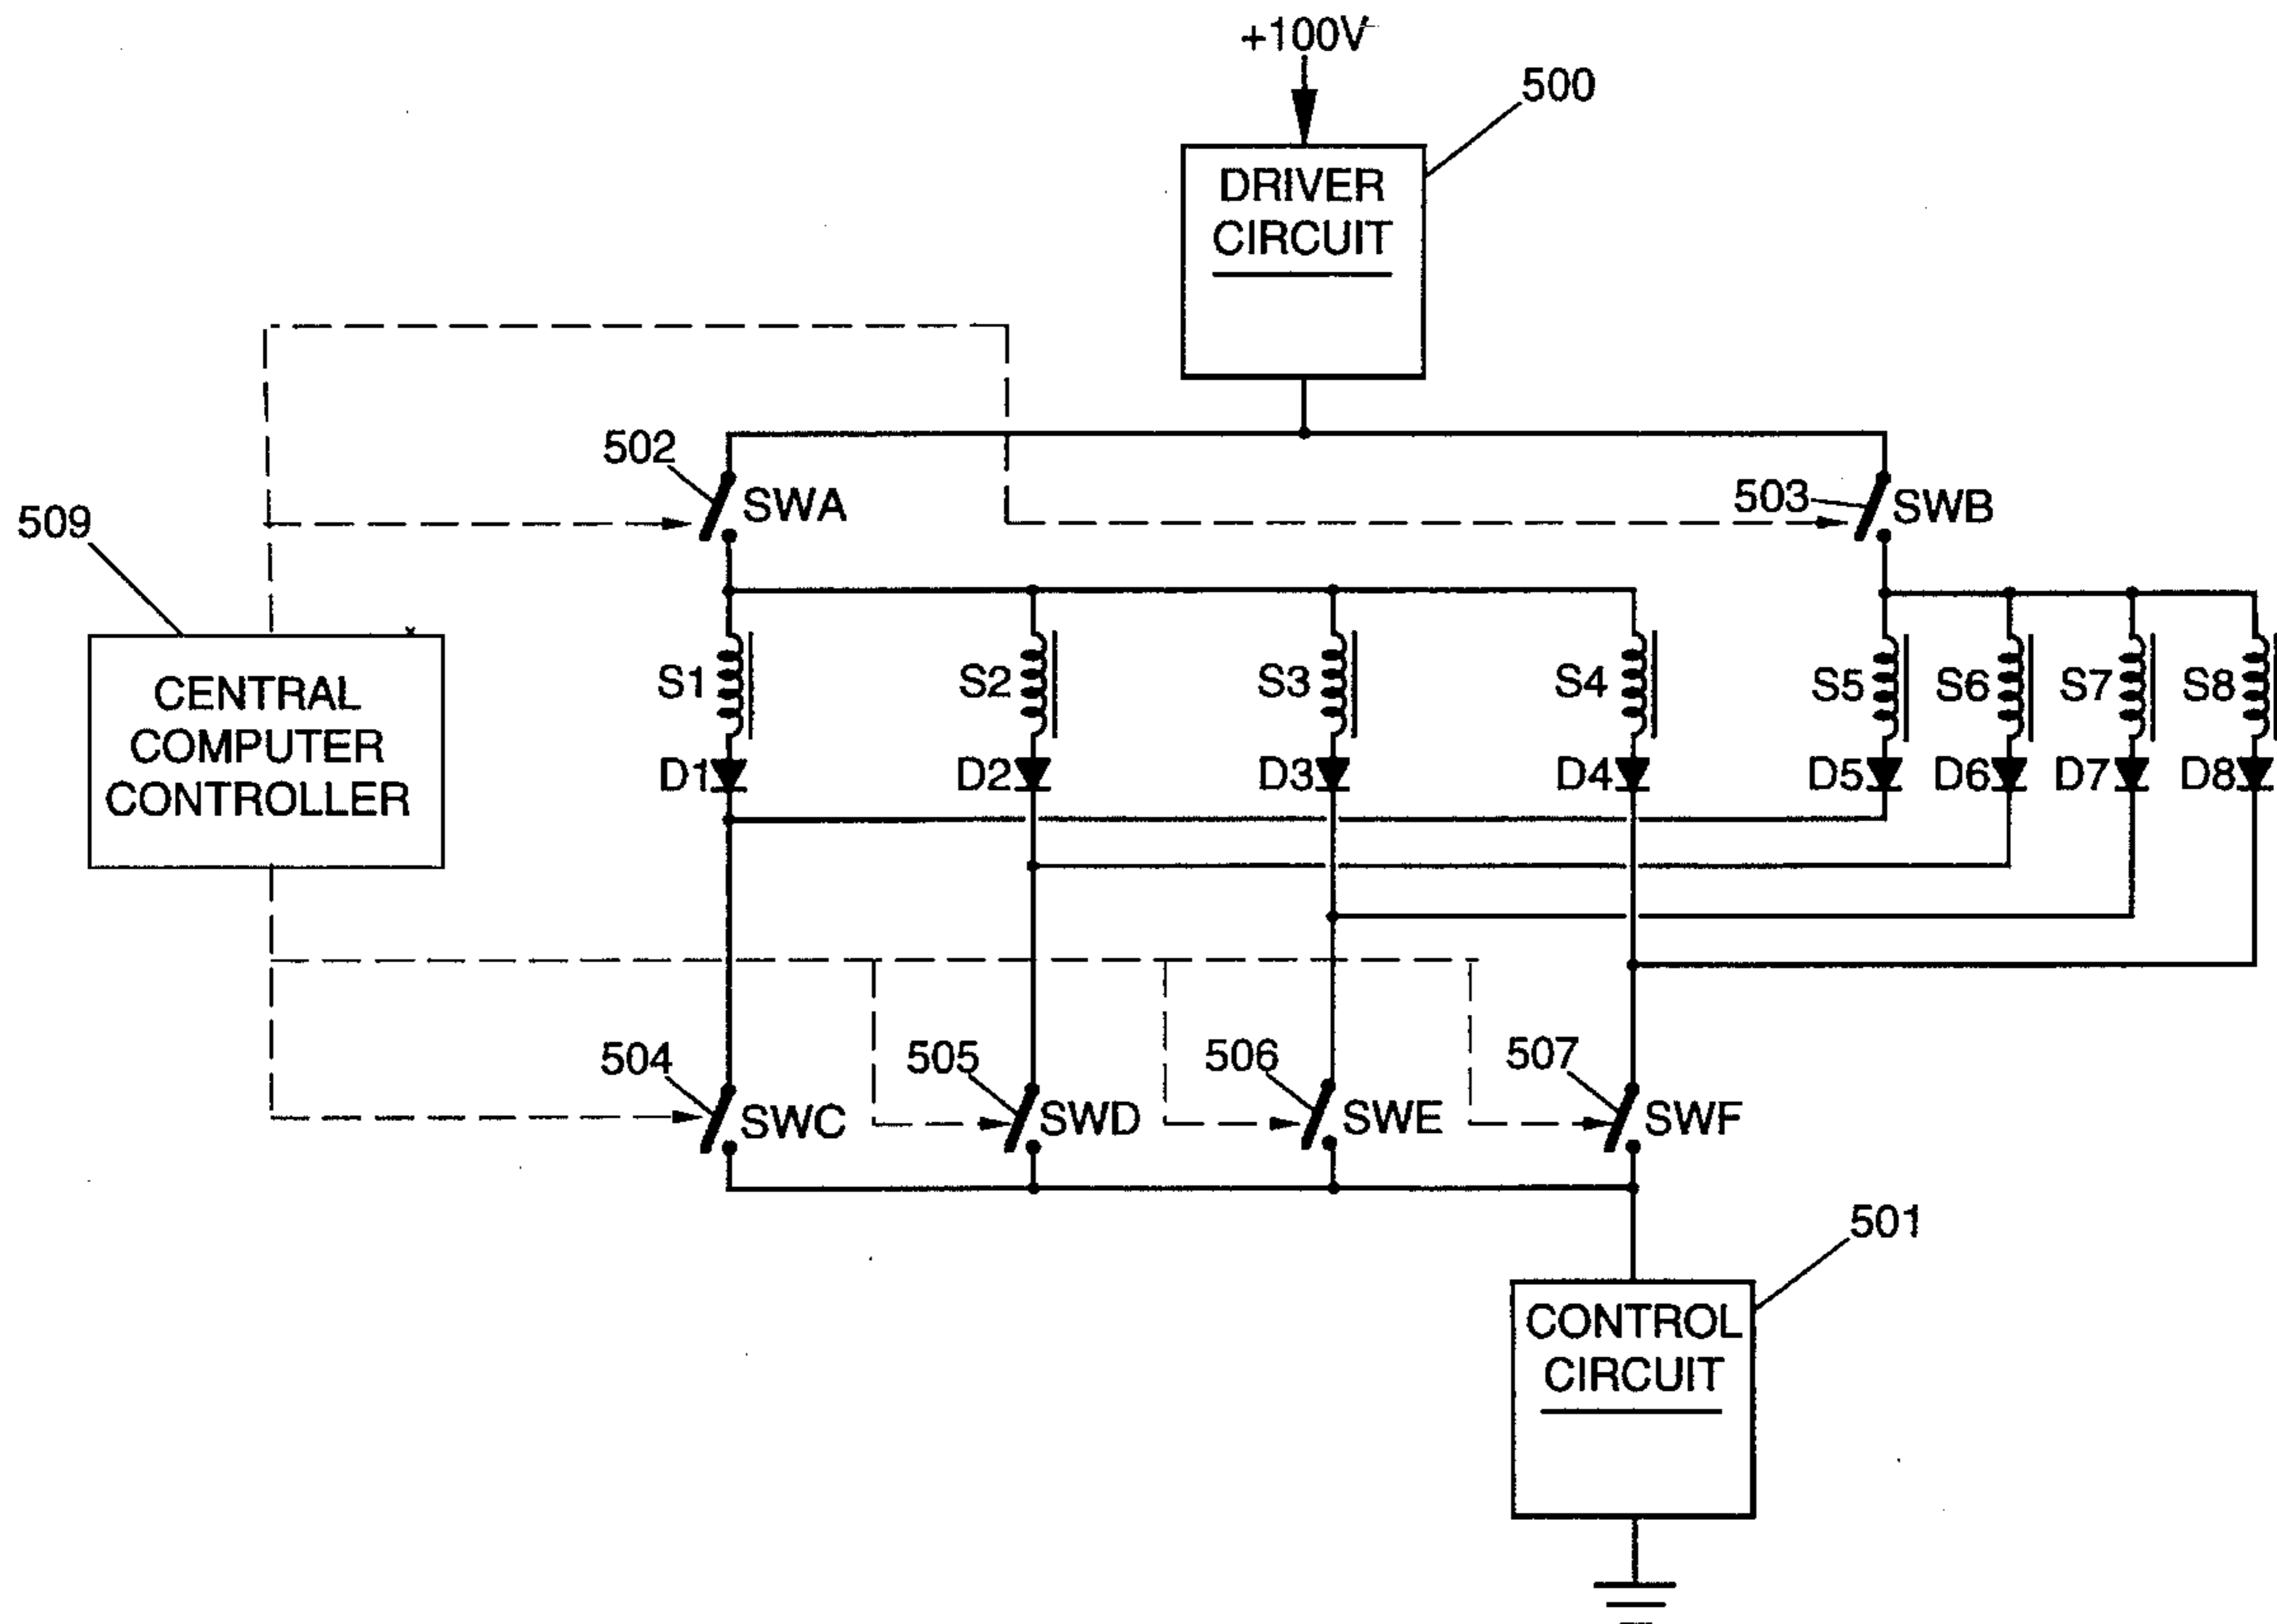 +100V
500
DRIVER
CIRCUIT
502
SWA
503
SWB
509
CENTRAL
COMPUTER
CONTROLLER
S1
S2
S3
S4
S5
S6
S7
S8
D1
D2
D3
D4
D5
D6
D7
D8
504
SWC
505
SWD
506
SWE
507
SWF
501
CONTROL
CIRCUIT